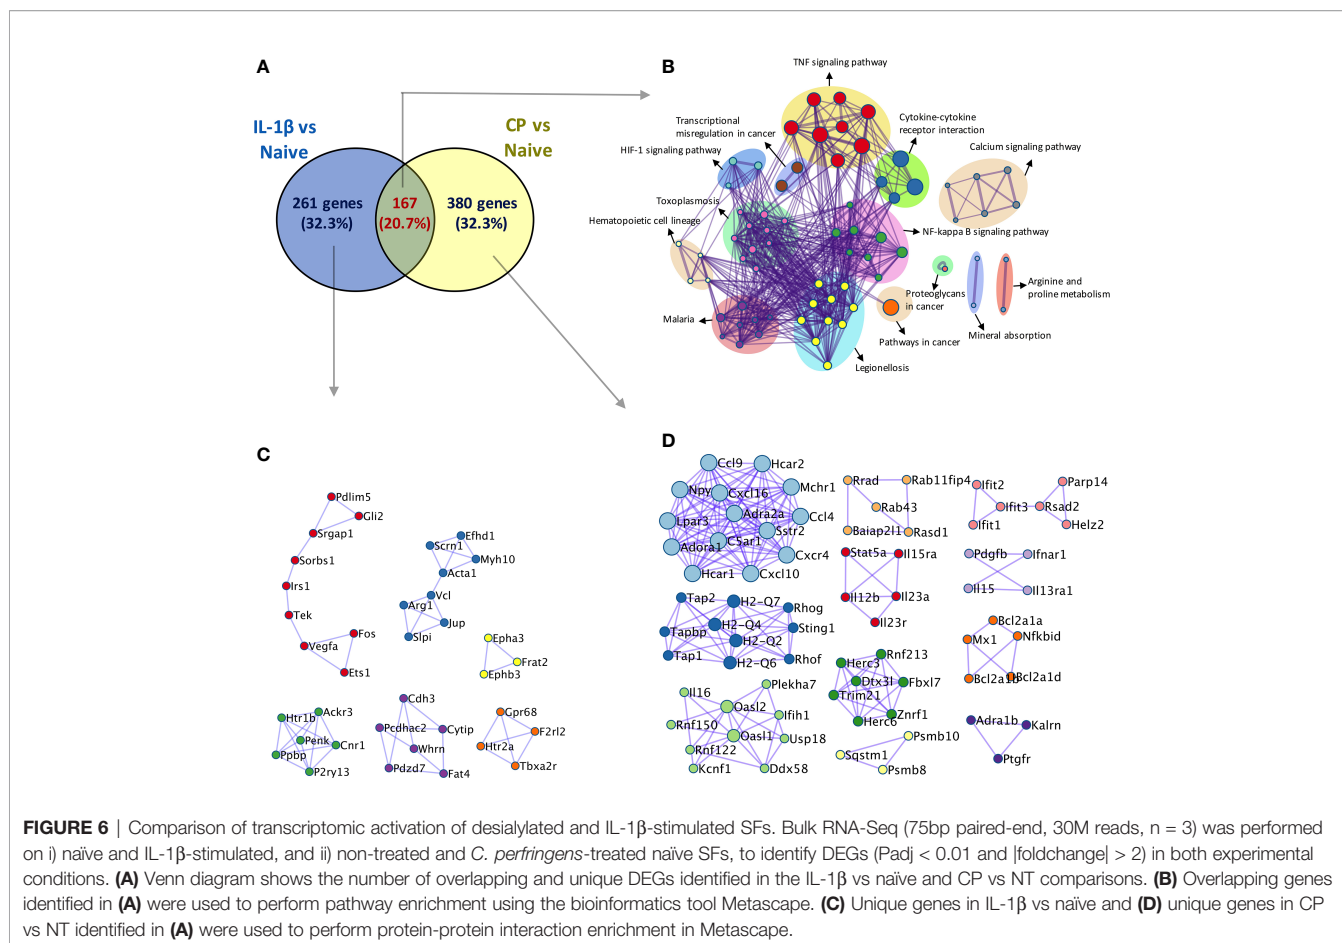 A
IL-1β vs
Naive
CP vs
Naive
261 genes
(32.3%)
167
(20.7%)
380 genes
(32.3%)
B
TNF signaling pathway
Transcriptional
misregulation in cancer
Cytokine-cytokine
receptor interaction
HIF-1 signaling pathway
Calcium signaling pathway
Toxoplasmosis
Hematopoietic cell lineage
NF-kappa B signaling pathway
Proteoglycans
in cancer
Arginine and
proline metabolism
Malaria
Pathways in cancer
Mineral absorption
Legionellosis
C
Pdlim5
Gli2
Srgap1
Sorbs1
Irs1
Tek
Vegfa
Fos
Ets1
Efhd1
Scrn1
Myh10
Acta1
Vcl
Arg1
Jup
Slpi
Epha3
Frat2
Ephb3
Ackr3
Htr1b
Penk
Cnr1
Ppbp
P2ry13
Cdh3
Pcdhac2
Cytip
Whrn
Pdzd7
Fat4
Gpr68
F2rl2
Htr2a
Tbxa2r
D
Ccl9
Hcar2
Npy
Cxcl16
Mchr1
Lpar3
Adra2a
Ccl4
Sstr2
Adora1
C5ar1
Cxcr4
Hcar1
Cxcl10
Rrad
Rab11fip4
Rab43
Baiap2l1
Rasd1
Ifit2
Parp14
Ifit3
Rsad2
Ifit1
Helz2
Stat5a
Il15ra
Il12b
Il23a
Il23r
Pdgfb
Ifnar1
Il15
Il13ra1
Tap2
H2-Q7
Rhog
H2-Q4
Sting1
Tapbp
H2-Q2
Tap1
H2-Q6
Rhof
Bcl2a1a
Mx1
Nfkbid
Bcl2a1b
Bcl2a1d
Rnf213
Herc3
Dtx3l
Fbxl7
Trim21
Herc6
Znrf1
Plekha7
Il16
Oasl2
Ifih1
Rnf150
Oasl1
Usp18
Rnf122
Kcnf1
Ddx58
Psmb10
Sqstm1
Psmb8
Adra1b
Kalrn
Ptgfr
FIGURE 6 | Comparison of transcriptomic activation of desialylated and IL-1β-stimulated SFs. Bulk RNA-Seq (75bp paired-end, 30M reads, n = 3) was performed
on i) naïve and IL-1β-stimulated, and ii) non-treated and C. perfringens-treated naïve SFs, to identify DEGs (Padj < 0.01 and |foldchange| > 2) in both experimental
conditions. (A) Venn diagram shows the number of overlapping and unique DEGs identified in the IL-1β vs naïve and CP vs NT comparisons. (B) Overlapping genes
identified in (A) were used to perform pathway enrichment using the bioinformatics tool Metascape. (C) Unique genes in IL-1β vs naïve and (D) unique genes in CP
vs NT identified in (A) were used to perform protein-protein interaction enrichment in Metascape.